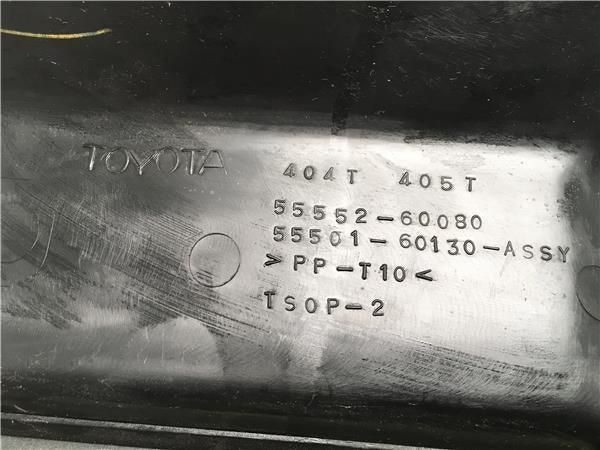 TOYOTA
404T 405T
55552-60080
55501-60130-ASSY
>PP-T10<
TSOP-2